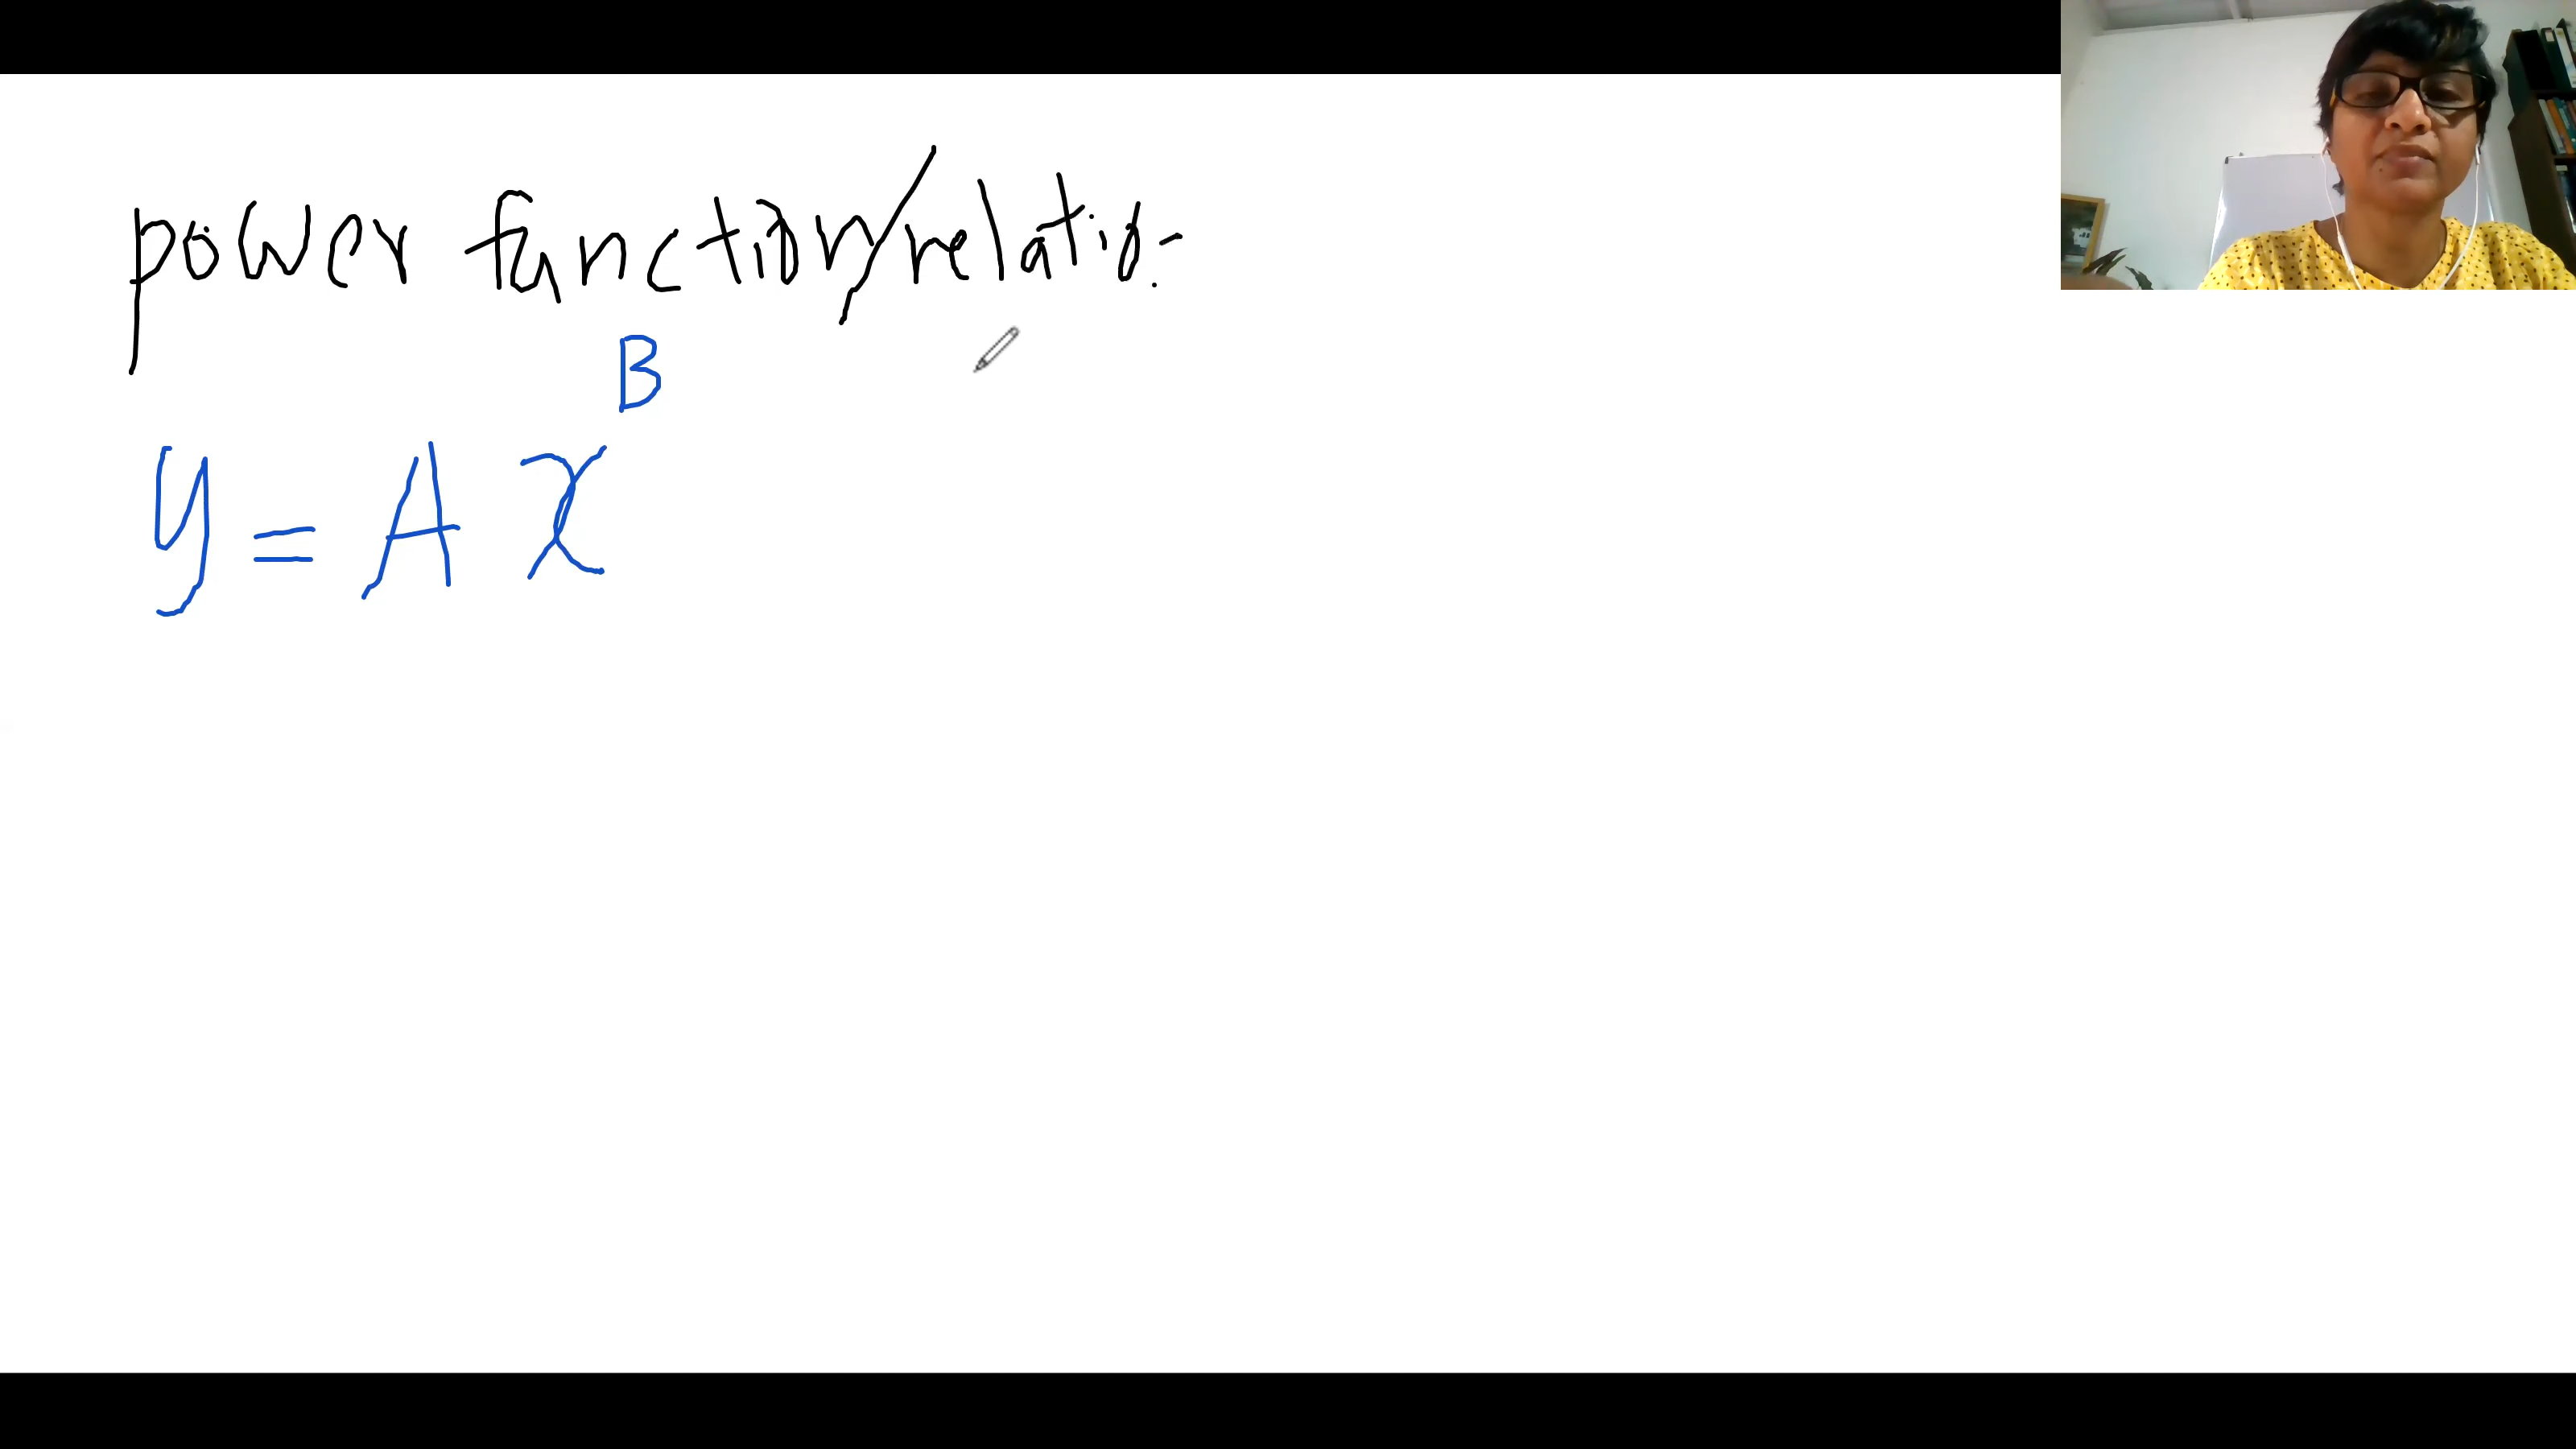 power function/relatio-
y = A x^B